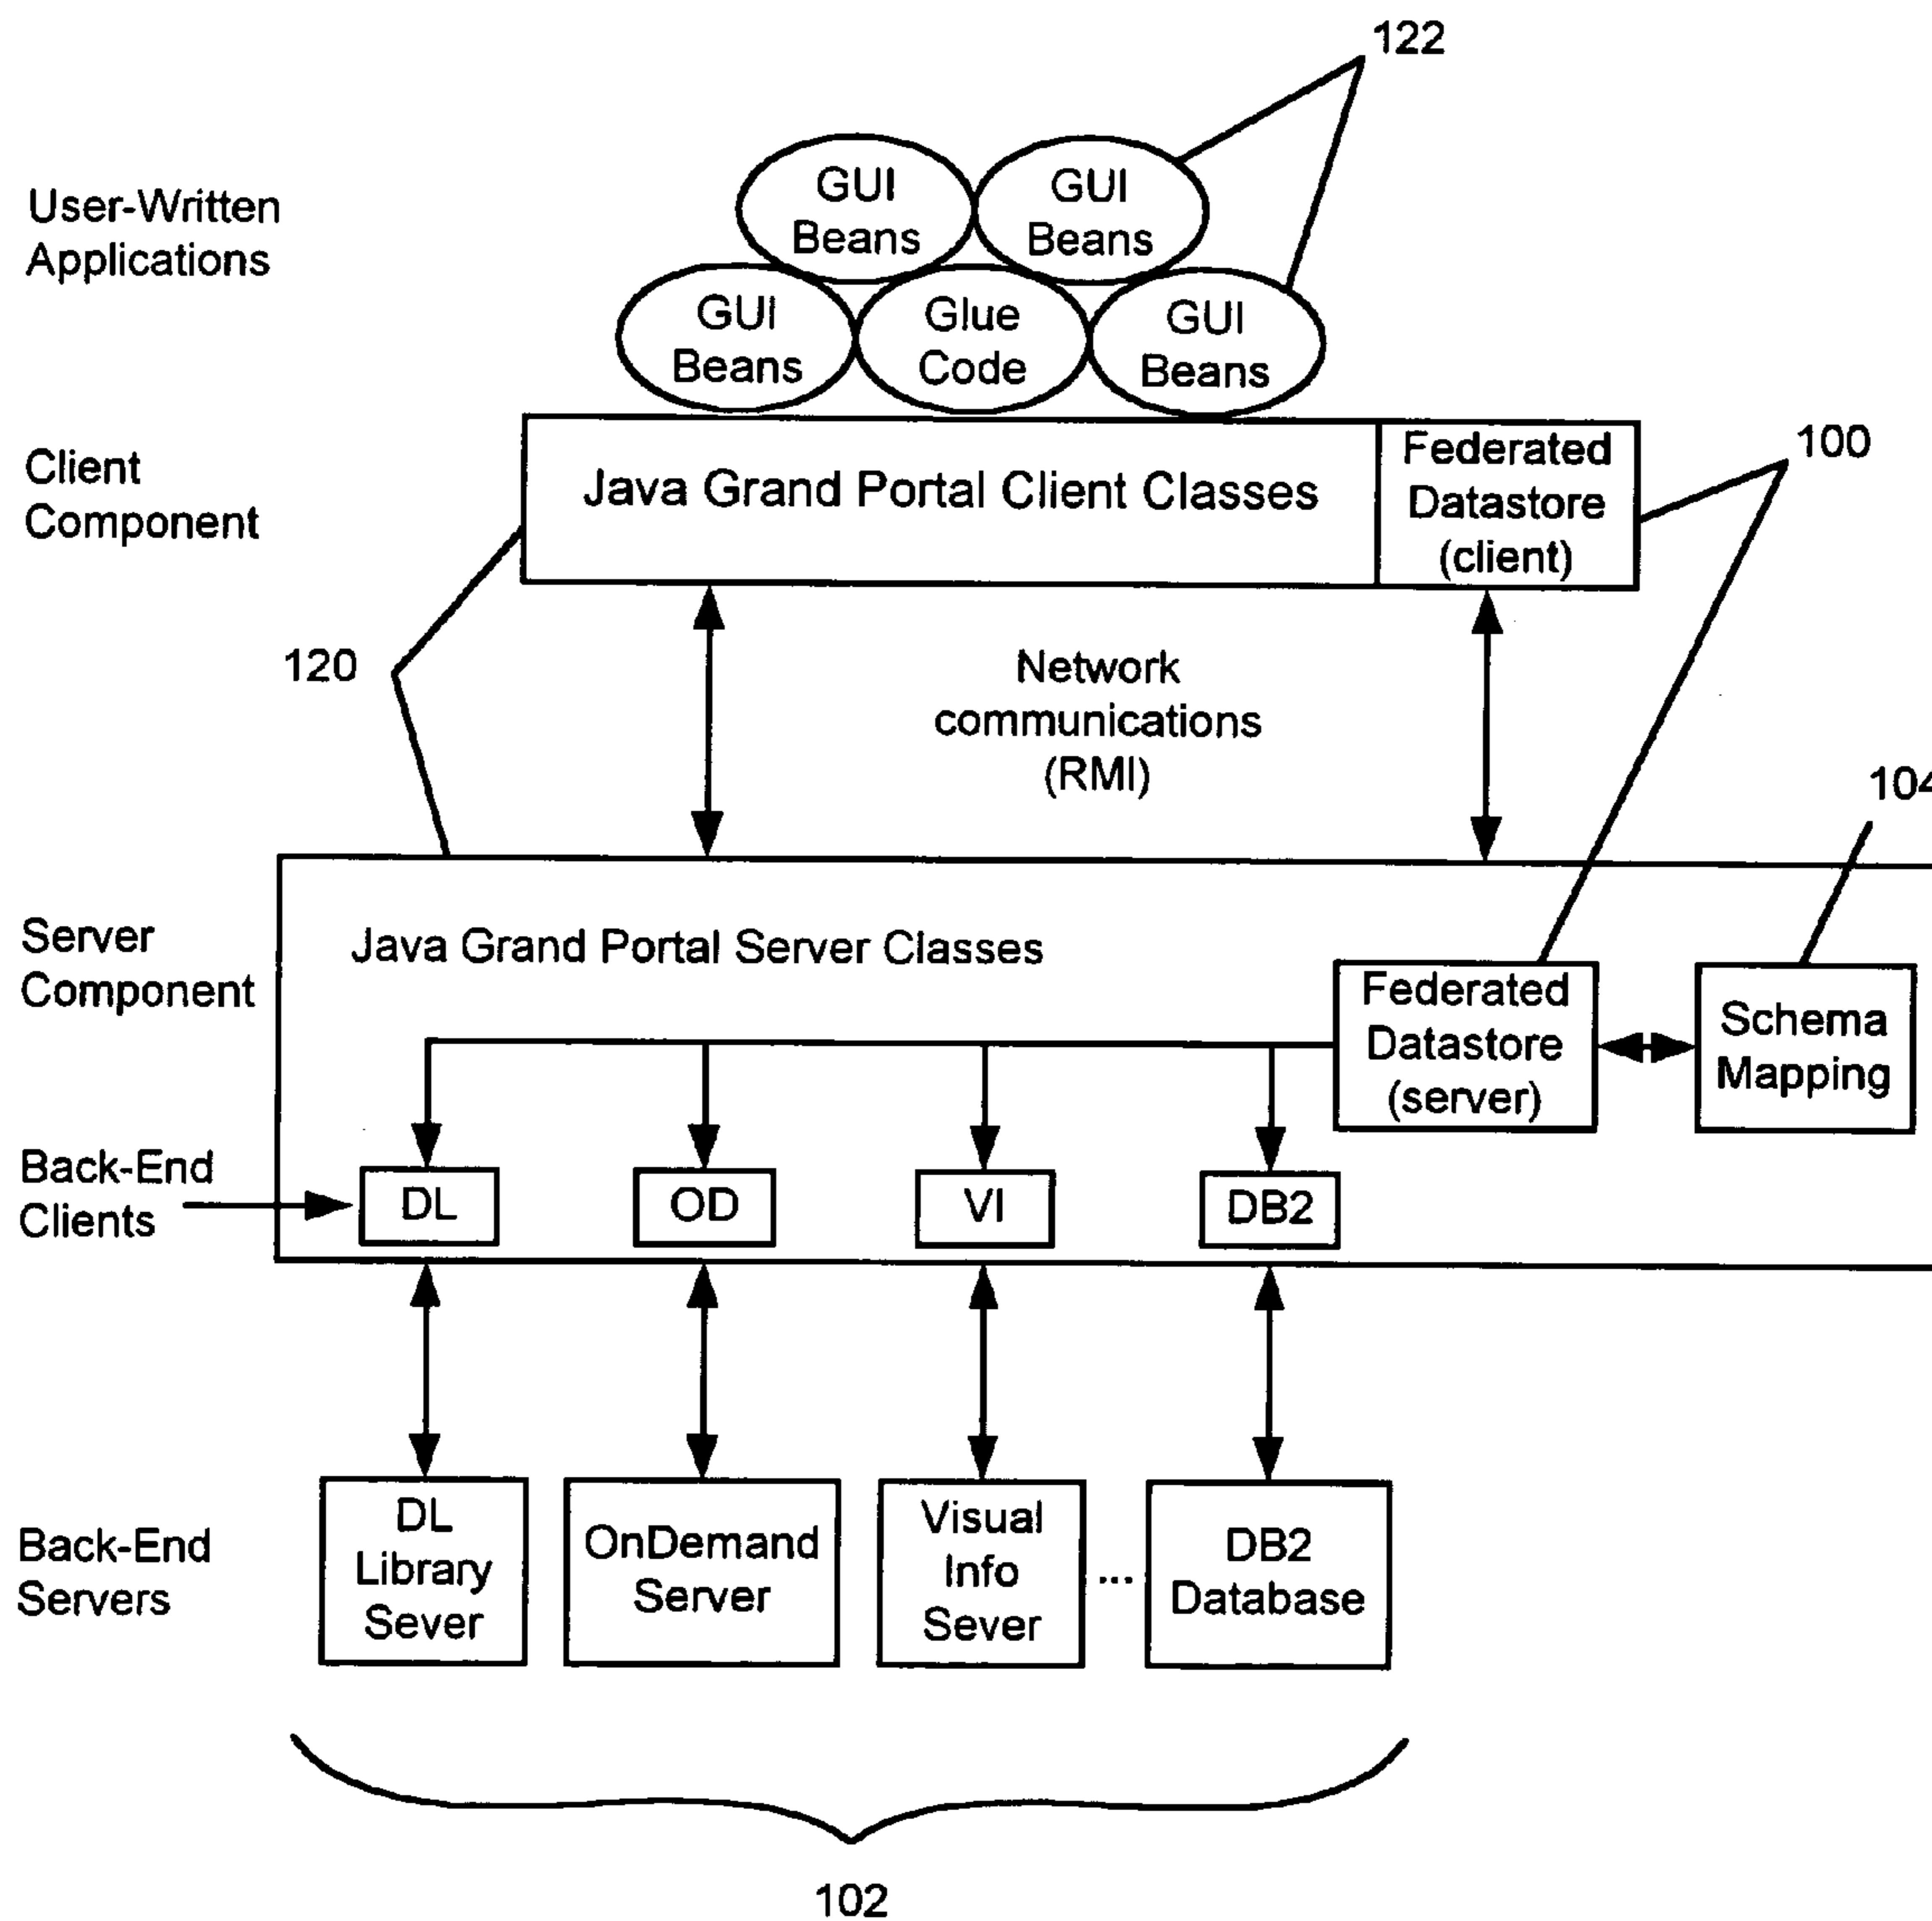 122
User-Written
Applications
GUI
Beans
GUI
Beans
GUI
Beans
Glue
Code
GUI
Beans
Client
Component
Java Grand Portal Client Classes
Federated
Datastore
(client)
100
120
Network
communications
(RMI)
104
Server
Component
Java Grand Portal Server Classes
Federated
Datastore
(server)
Schema
Mapping
Back-End
Clients
DL
OD
VI
DB2
Back-End
Servers
DL
Library
Sever
OnDemand
Server
Visual
Info
Sever
...
DB2
Database
102